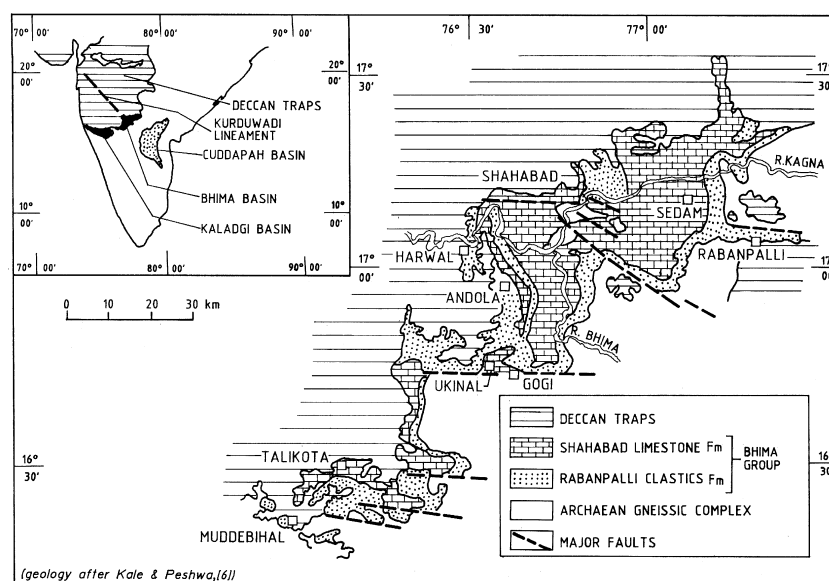 70°00' 80°00' 90°00'
20°
00'
20°
00'
DECCAN TRAPS
KURDUWADI
LINEAMENT
CUDDAPAH BASIN
BHIMA BASIN
KALADGI BASIN
10°
00'
10°
00'
70°00' 80°00' 90°00'
0 10 20 30 km
76° 30' 77° 00'
17°
30'
17°
30
SHAHABAD
R.KAGNA
SEDAM
HARWAL
RABANPALLI
17°
00'
17
00
ANDOLA
R. BHIMA
UKINAL
GOGI
16°
30'
16
30
TALIKOTA
MUDDEBIHAL
DECCAN TRAPS
SHAHABAD LIMESTONE Fm
RABANPALLI CLASTICS Fm
BHIMA
GROUP
ARCHAEAN GNEISSIC COMPLEX
MAJOR FAULTS
(geology after Kale & Peshwa,[6])